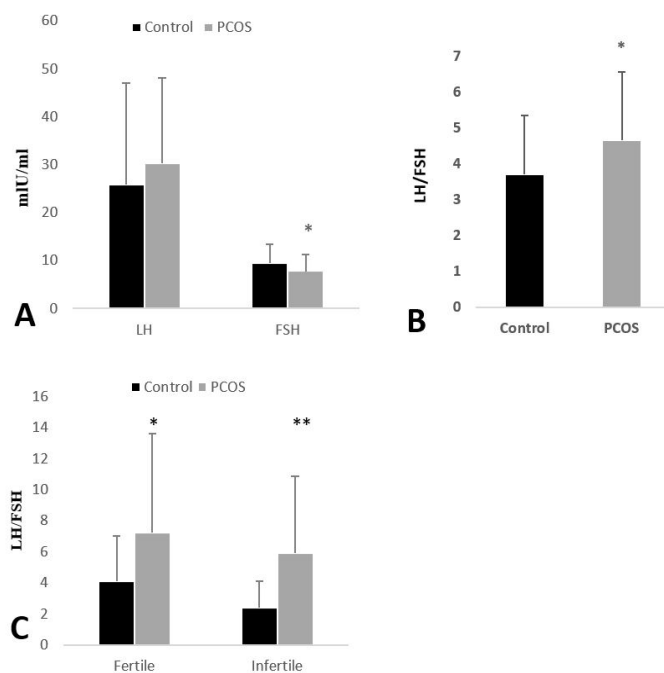 Control PCOS
60
50
40
30
20
10
0
mIU/ml
*
LH FSH
A
7
6
5
4
3
2
1
0
LH/FSH
*
Control PCOS
B
Control PCOS
16
14
12
10
8
6
4
2
0
LH/FSH
* **
Fertile Infertile
C